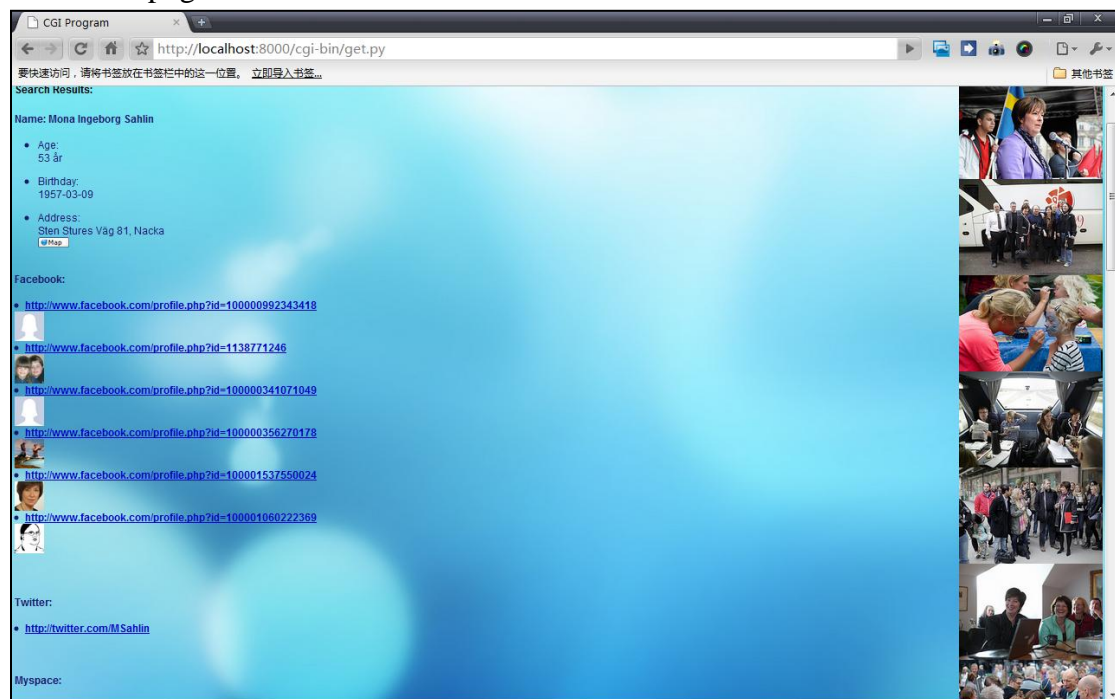 page
CGI Program
http://localhost:8000/cgi-bin/get.py
要快速访问，请将书签放在书签栏中的这一位置。 立即导入书签...
其他书签
Search Results:
Name: Mona Ingeborg Sahlin
Age:
53 år
Birthday:
1957-03-09
Address:
Sten Stures Väg 81, Nacka
Map
Facebook:
http://www.facebook.com/profile.php?id=100000992343418
http://www.facebook.com/profile.php?id=1138771246
http://www.facebook.com/profile.php?id=100000341071049
http://www.facebook.com/profile.php?id=100000356270178
http://www.facebook.com/profile.php?id=100001537550024
http://www.facebook.com/profile.php?id=100001060222369
Twitter:
http://twitter.com/MSahlin
Myspace: